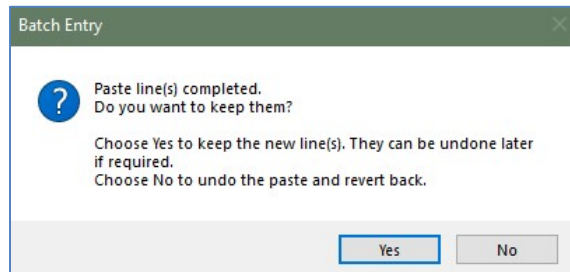 Batch Entry
Paste line(s) completed.
Do you want to keep them?
Choose Yes to keep the new line(s). They can be undone later
if required.
Choose No to undo the paste and revert back.
Yes No